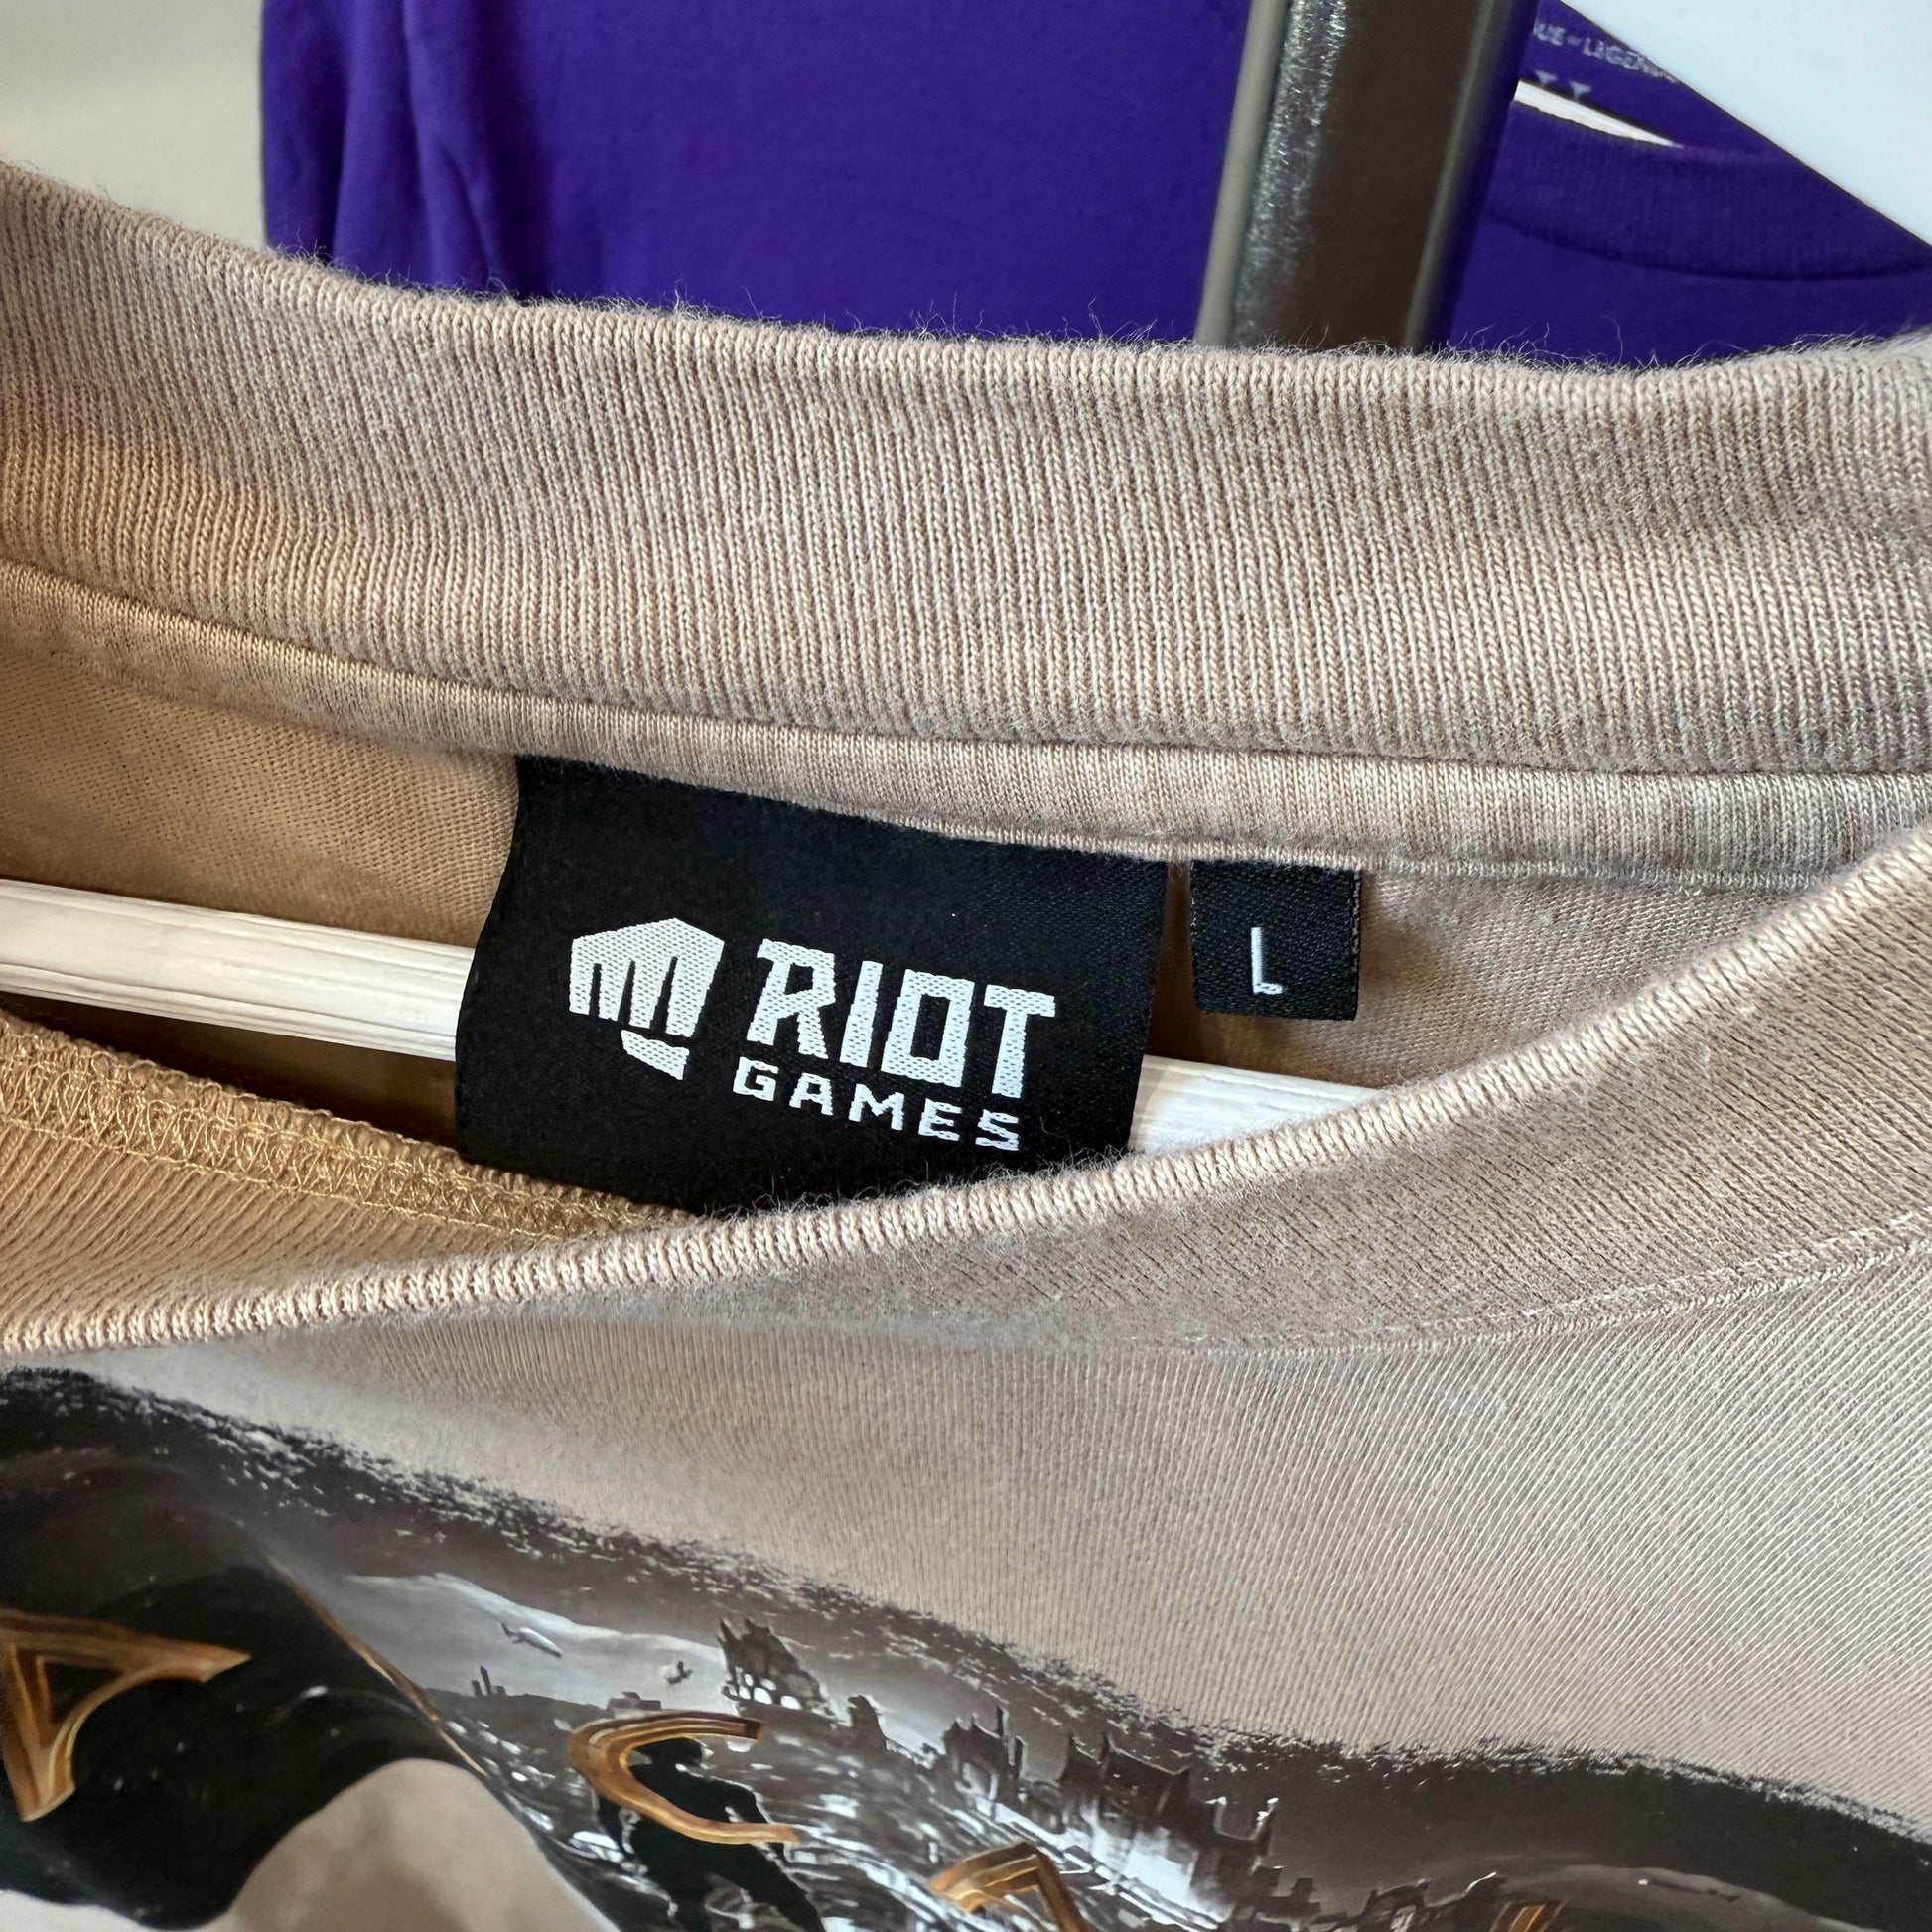 RIOT
GAMES
L
A C A